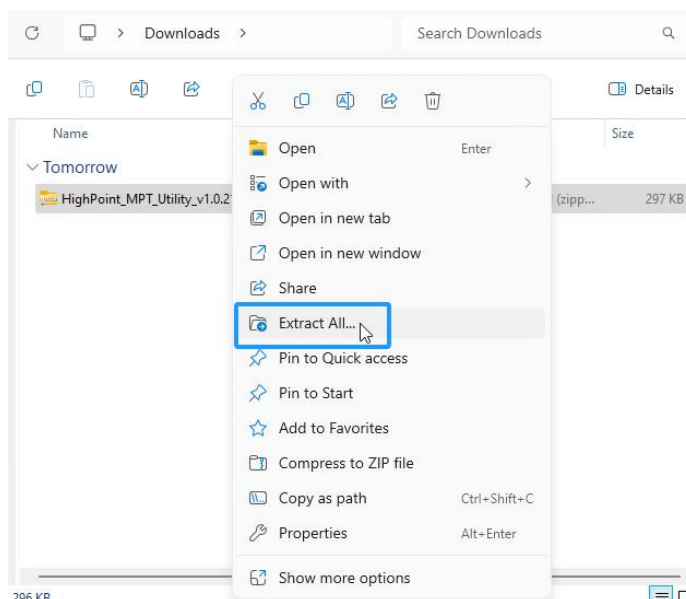 Downloads
Search Downloads
Details
Name
Size
Tomorrow
HighPoint_MPT_Utility_v1.0.2
(zipp...
297 KB
Open Enter
Open with
Open in new tab
Open in new window
Share
Extract All...
Pin to Quick access
Pin to Start
Add to Favorites
Compress to ZIP file
Copy as path Ctrl+Shift+C
Properties Alt+Enter
Show more options
296 KB